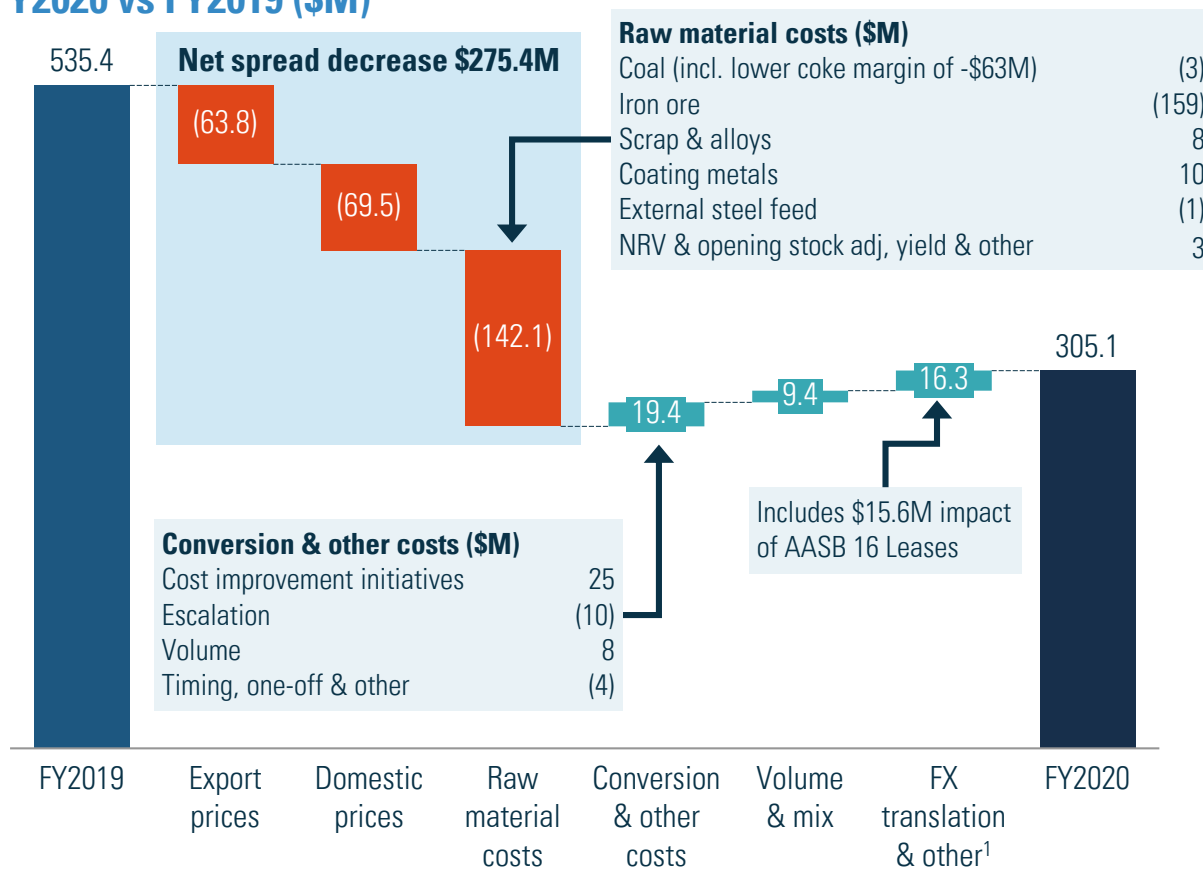 Y2020 vs FY2019 ($M)
535.4
Net spread decrease $275.4M
(63.8)
(69.5)
(142.1)
Raw material costs ($M)
Coal (incl. lower coke margin of -$63M) (3)
Iron ore (159)
Scrap & alloys 8
Coating metals 10
External steel feed (1)
NRV & opening stock adj, yield & other 3
19.4
9.4
16.3
305.1
Conversion & other costs ($M)
Cost improvement initiatives 25
Escalation (10)
Volume 8
Timing, one-off & other (4)
Includes $15.6M impact
of AASB 16 Leases
FY2019
Export
prices
Domestic
prices
Raw
material
costs
Conversion
& other
costs
Volume
& mix
FX
translation
& other¹
FY2020